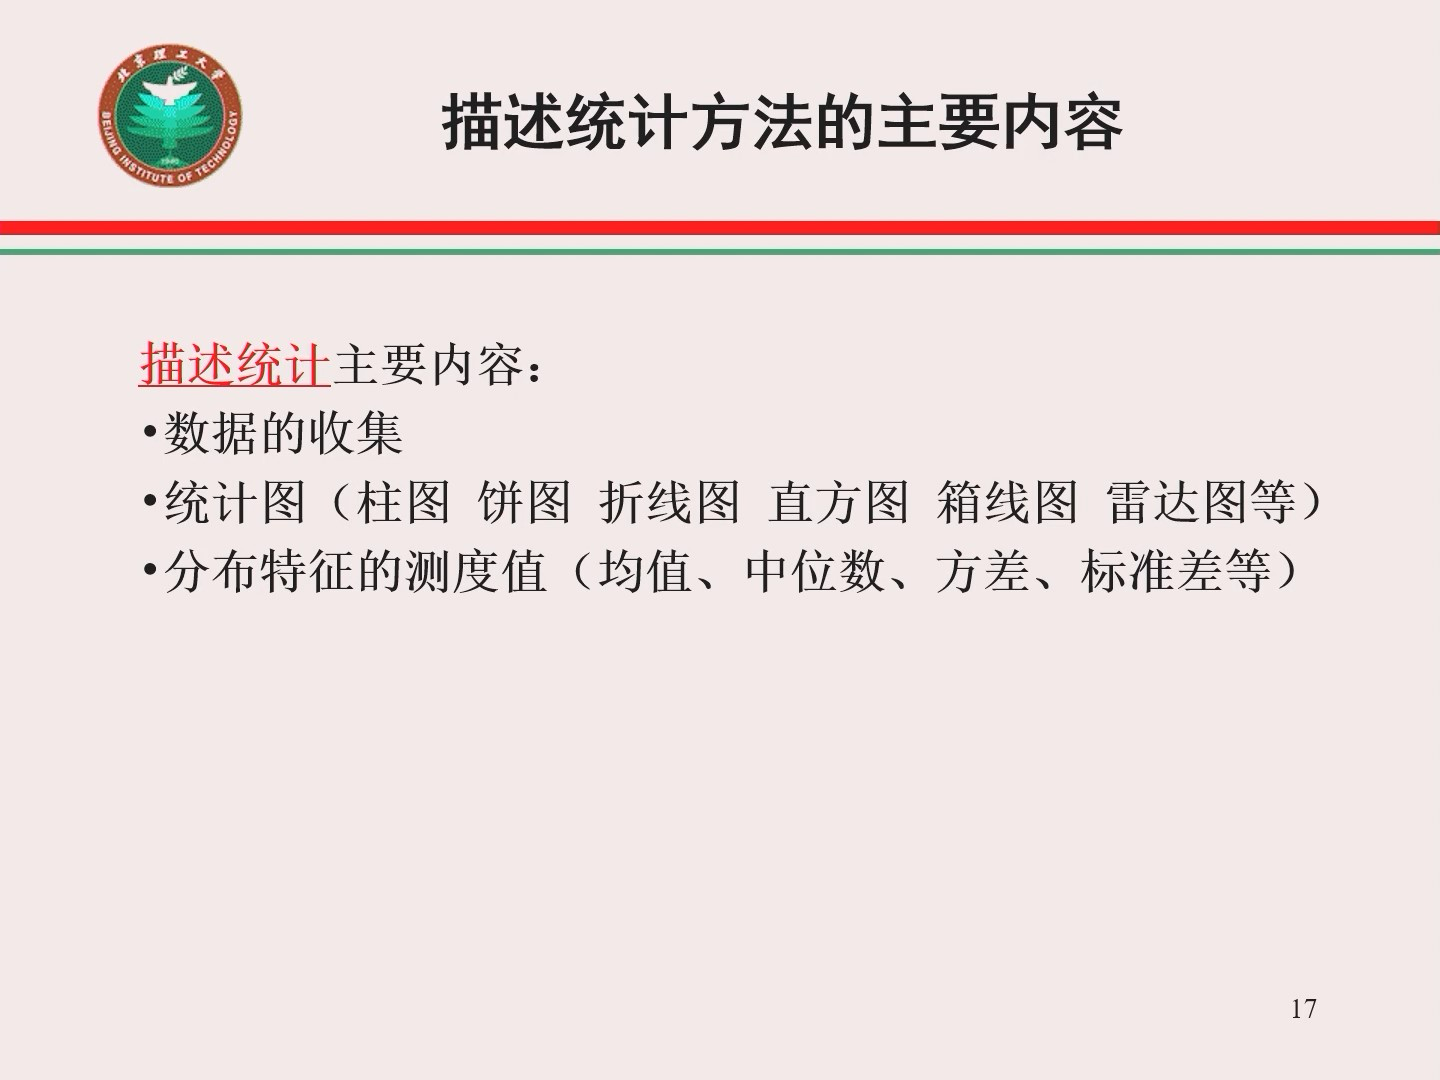 北京理工大学
BEIJING INSTITUTE OF TECHNOLOGY
1940
描述统计方法的主要内容
描述统计主要内容：
•数据的收集
•统计图（柱图 饼图 折线图 直方图 箱线图 雷达图等）
•分布特征的测度值（均值、中位数、方差、标准差等）
17